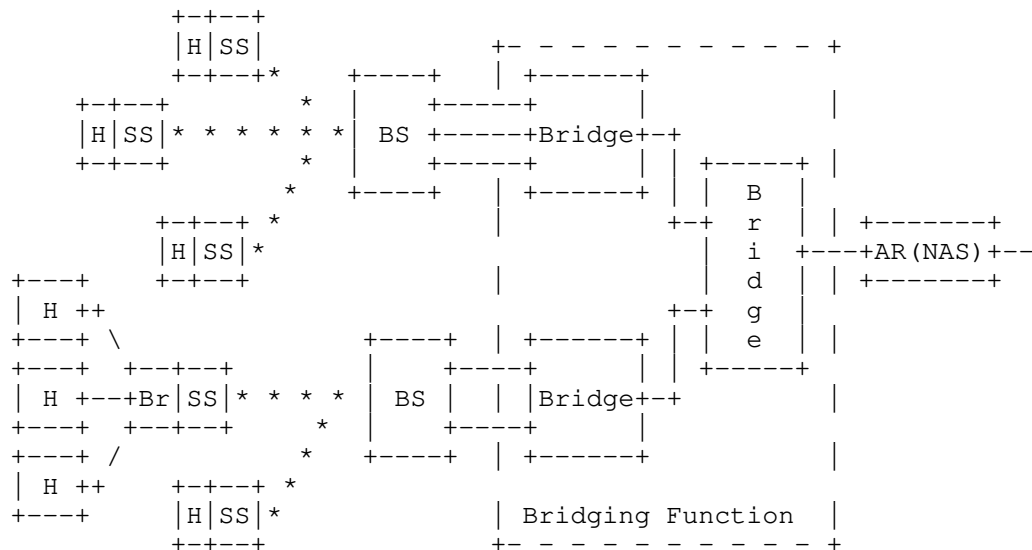 H SS
H SS BS Bridge
B
r
H SS i AR(NAS)
d
H g
e
H Br SS BS Bridge
H
H SS Bridging Function